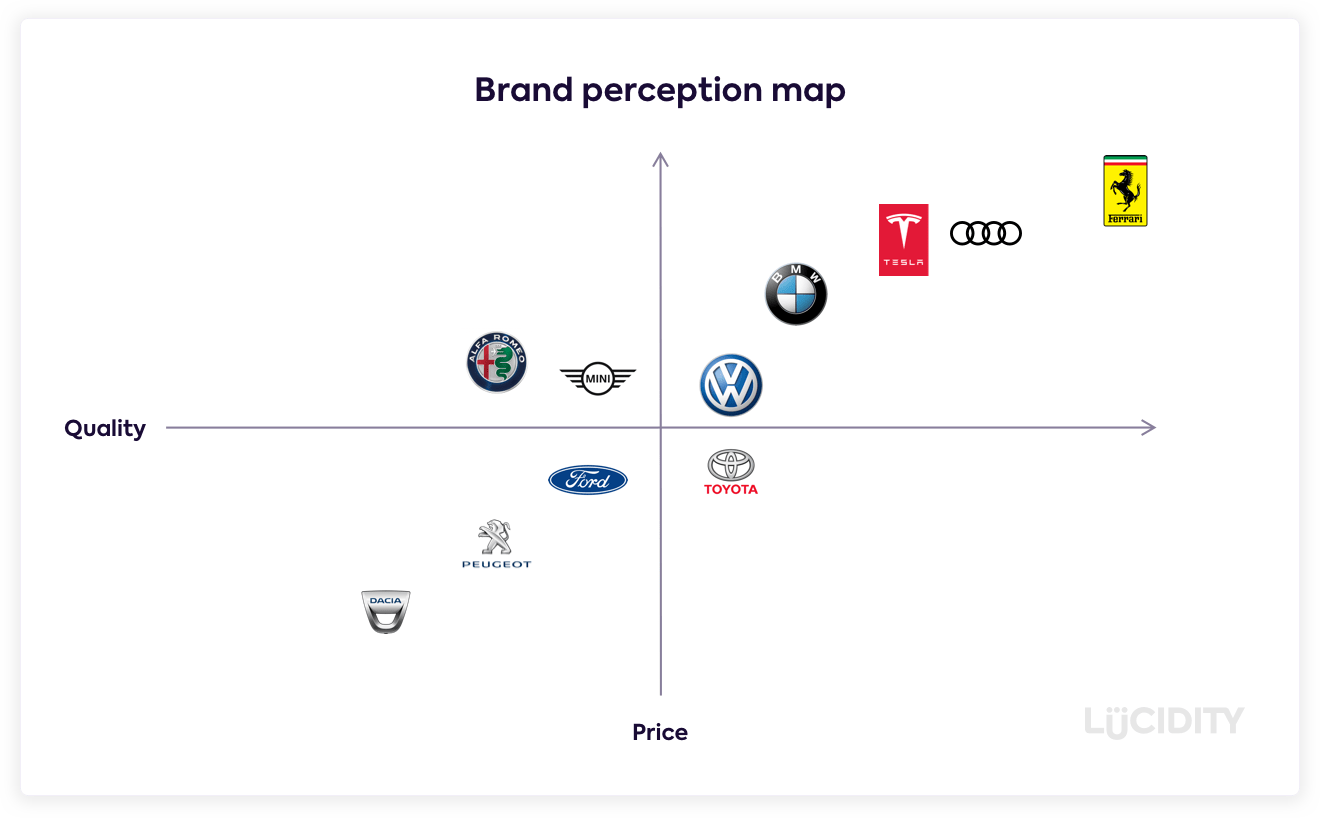 Brand perception map
Ferrari
TESLA
BMW
ALFA ROMEO
MINI
Quality
Ford
TOYOTA
PEUGEOT
DACIA
LÜCIDITY
Price